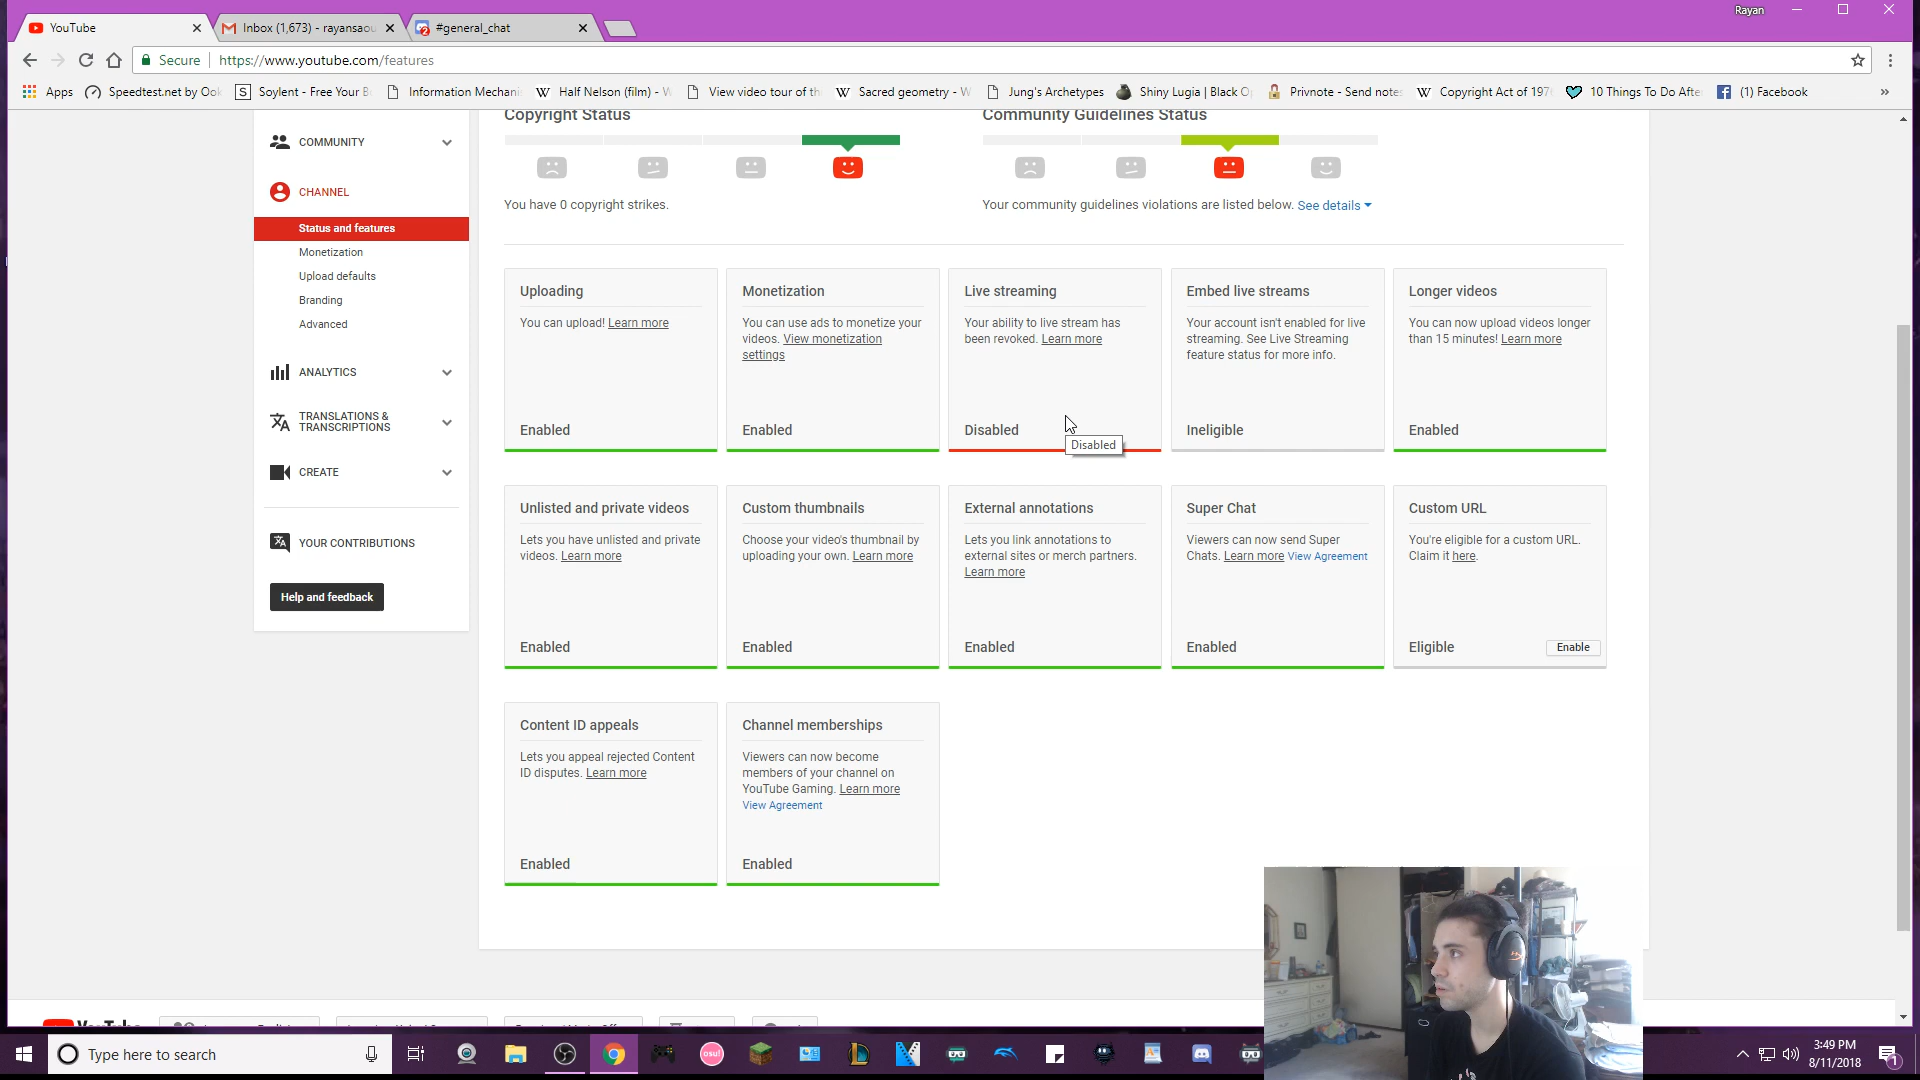 Rayan
YouTube
Inbox (1,673) - rayansaou
#general_chat
Secure
https://www.youtube.com/features
Apps
Speedtest.net by Ook
Soylent - Free Your B
Information Mechani
Half Nelson (film) - W
View video tour of th
Sacred geometry - W
Jung's Archetypes
Shiny Lugia | Black O
Privnote - Send notes
Copyright Act of 197
10 Things To Do Afte
(1) Facebook
COMMUNITY
CHANNEL
Status and features
Monetization
Upload defaults
Branding
Advanced
ANALYTICS
TRANSLATIONS &
TRANSCRIPTIONS
CREATE
YOUR CONTRIBUTIONS
Help and feedback
Copyright Status
You have 0 copyright strikes.
Community Guidelines Status
Your community guidelines violations are listed below. See details
Uploading
You can upload! Learn more
Enabled
Monetization
You can use ads to monetize your
videos. View monetization
settings
Enabled
Live streaming
Your ability to live stream has
been revoked. Learn more
Disabled
Disabled
Embed live streams
Your account isn't enabled for live
streaming. See Live Streaming
feature status for more info.
Ineligible
Longer videos
You can now upload videos longer
than 15 minutes! Learn more
Enabled
Unlisted and private videos
Lets you have unlisted and private
videos. Learn more
Enabled
Custom thumbnails
Choose your video's thumbnail by
uploading your own. Learn more
Enabled
External annotations
Lets you link annotations to
external sites or merch partners.
Learn more
Enabled
Super Chat
Viewers can now send Super
Chats. Learn more View Agreement
Enabled
Custom URL
You're eligible for a custom URL.
Claim it here.
Eligible
Enable
Content ID appeals
Lets you appeal rejected Content
ID disputes. Learn more
Enabled
Channel memberships
Viewers can now become
members of your channel on
YouTube Gaming. Learn more
View Agreement
Enabled
Type here to search
osu!
3:49 PM
8/11/2018
1